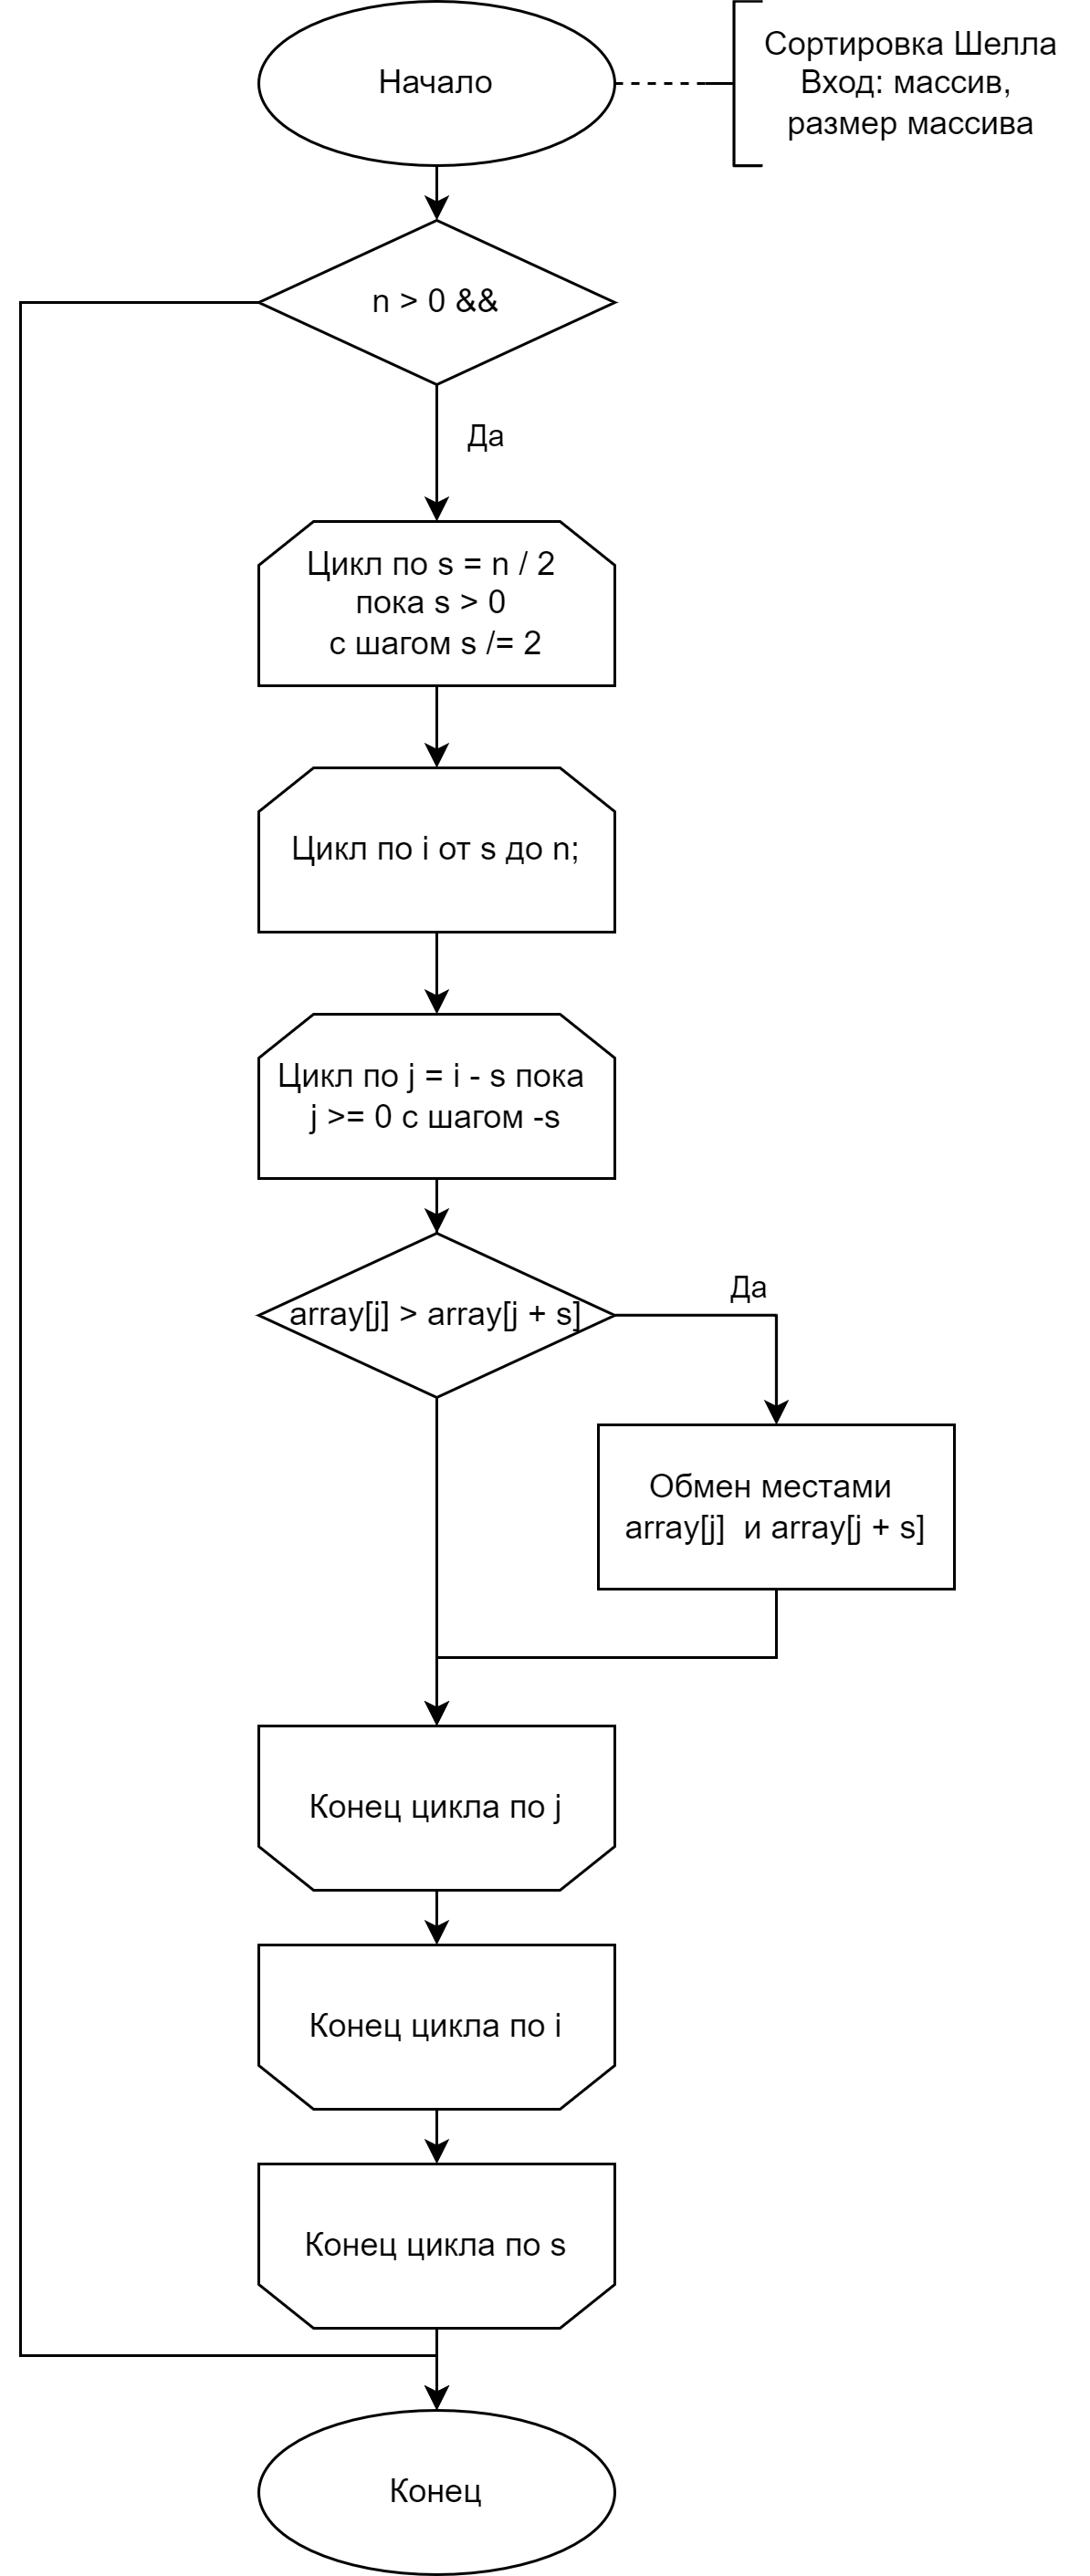 Начало
Сортировка Шелла
Вход: массив,
размер массива
n > 0 &&
Да
Цикл по s = n / 2
пока s > 0
с шагом s /= 2
Цикл по i от s до n;
Цикл по j = i - s пока
j >= 0 с шагом -s
array[j] > array[j + s]
Да
Обмен местами
array[j]  и array[j + s]
Конец цикла по j
Конец цикла по i
Конец цикла по s
Конец